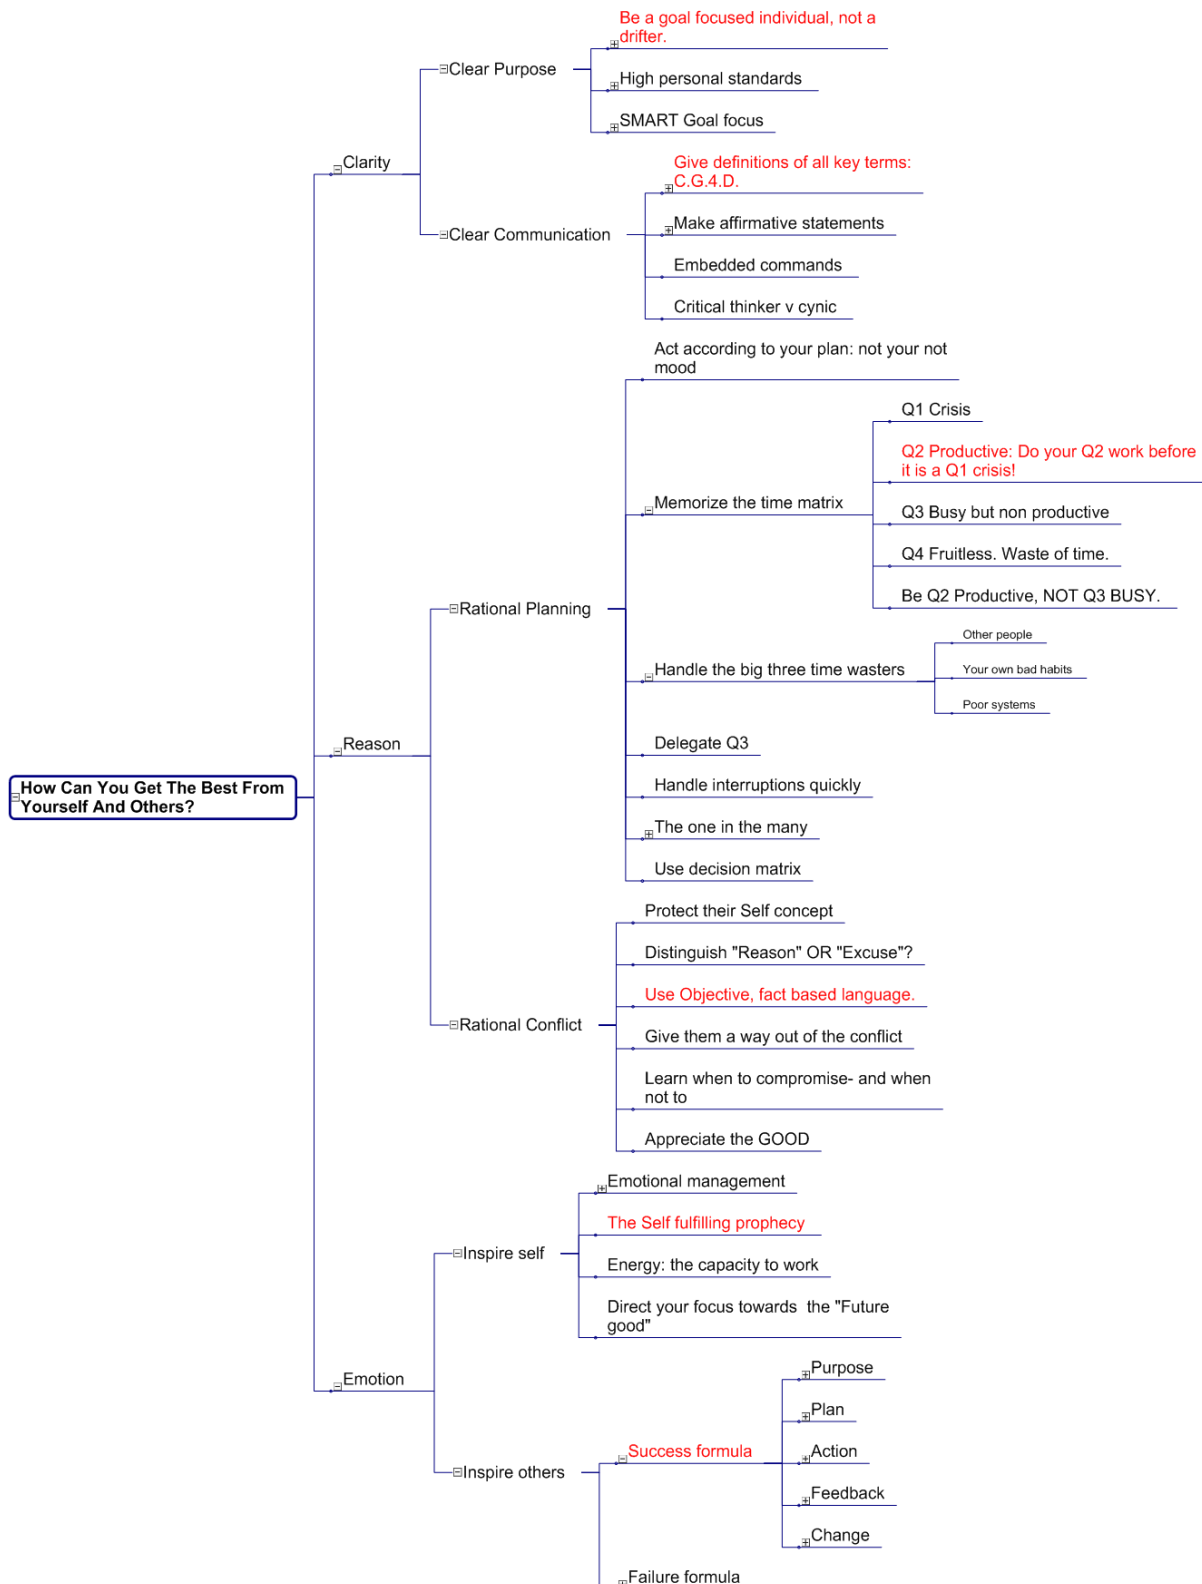 Be a goal focused individual, not a
drifter.
Clear Purpose
High personal standards
SMART Goal focus
Clarity
Give definitions of all key terms:
C.G.4.D.
Make affirmative statements
Clear Communication
Embedded commands
Critical thinker v cynic
Act according to your plan: not your not
mood
Q1 Crisis
Q2 Productive: Do your Q2 work before
it is a Q1 crisis!
Memorize the time matrix
Q3 Busy but non productive
Q4 Fruitless. Waste of time.
Be Q2 Productive, NOT Q3 BUSY.
Rational Planning
Other people
Handle the big three time wasters
Your own bad habits
Poor systems
Reason
Delegate Q3
Handle interruptions quickly
How Can You Get The Best From
Yourself And Others?
The one in the many
Use decision matrix
Protect their Self concept
Distinguish "Reason" OR "Excuse"?
Use Objective, fact based language.
Rational Conflict
Give them a way out of the conflict
Learn when to compromise- and when
not to
Appreciate the GOOD
Emotional management
The Self fulfilling prophecy
Inspire self
Energy: the capacity to work
Direct your focus towards  the "Future
good"
Emotion
Purpose
Plan
Success formula
Action
Inspire others
Feedback
Change
Failure formula